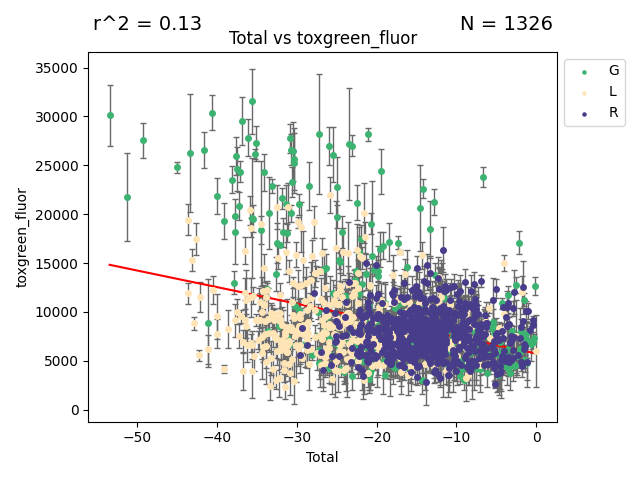 r^2 = 0.13 N = 1326
Total vs toxgreen_fluor
35000
30000
25000
20000
15000
10000
5000
0
toxgreen_fluor
−50 −40 −30 −20 −10 0
Total
G
L
R